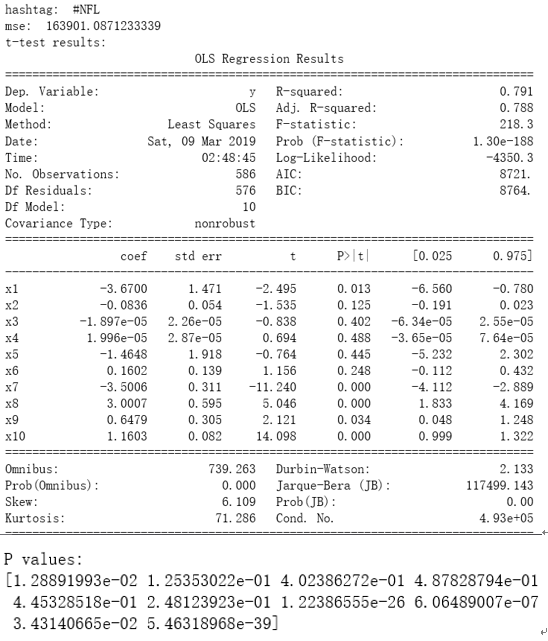 hashtag: #NFL
mse: 163901.0871233339
t-test results:
OLS Regression Results
==============================================================================
Dep. Variable: y R-squared: 0.791
Model: OLS Adj. R-squared: 0.788
Method: Least Squares F-statistic: 218.3
Date: Sat, 09 Mar 2019 Prob (F-statistic): 1.30e-188
Time: 02:48:45 Log-Likelihood: -4350.3
No. Observations: 586 AIC: 8721.
Df Residuals: 576 BIC: 8764.
Df Model: 10
Covariance Type: nonrobust
==============================================================================
coef std err t P>|t| [0.025 0.975]
------------------------------------------------------------------------------
x1 -3.6700 1.471 -2.495 0.013 -6.560 -0.780
x2 -0.0836 0.054 -1.535 0.125 -0.191 0.023
x3 -1.897e-05 2.26e-05 -0.838 0.402 -6.34e-05 2.55e-05
x4 1.996e-05 2.87e-05 0.694 0.488 -3.65e-05 7.64e-05
x5 -1.4648 1.918 -0.764 0.445 -5.232 2.302
x6 0.1602 0.139 1.156 0.248 -0.112 0.432
x7 -3.5006 0.311 -11.240 0.000 -4.112 -2.889
x8 3.0007 0.595 5.046 0.000 1.833 4.169
x9 0.6479 0.305 2.121 0.034 0.048 1.248
x10 1.1603 0.082 14.098 0.000 0.999 1.322
==============================================================================
Omnibus: 739.263 Durbin-Watson: 2.133
Prob(Omnibus): 0.000 Jarque-Bera (JB): 117499.143
Skew: 6.109 Prob(JB): 0.00
Kurtosis: 71.286 Cond. No. 4.93e+05
==============================================================================
P values:
[1.28891993e-02 1.25353022e-01 4.02386272e-01 4.87828794e-01
4.45328518e-01 2.48123923e-01 1.22386555e-26 6.06489007e-07
3.43140665e-02 5.46318968e-39]